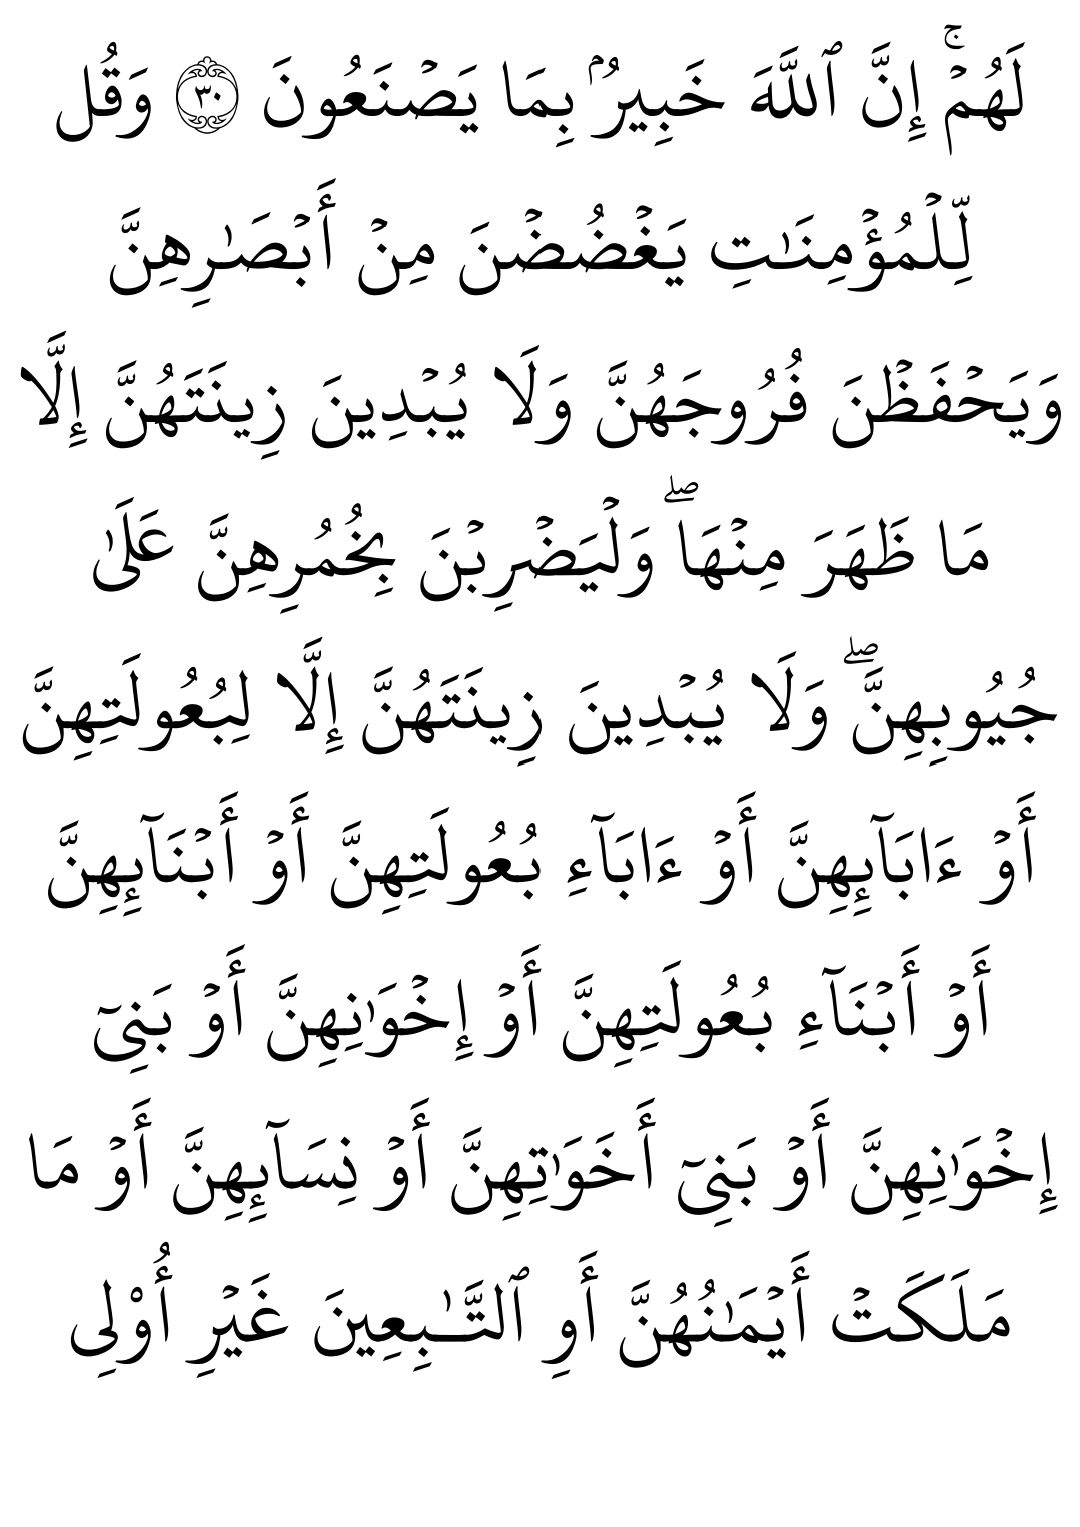 لَهُمۡۚ إِنَّ ٱللَّهَ خَبِيرُۢ بِمَا يَصۡنَعُونَ ٣٠ وَقُل
لِّلۡمُؤۡمِنَٰتِ يَغۡضُضۡنَ مِنۡ أَبۡصَٰرِهِنَّ
وَيَحۡفَظۡنَ فُرُوجَهُنَّ وَلَا يُبۡدِينَ زِينَتَهُنَّ إِلَّا
مَا ظَهَرَ مِنۡهَاۖ وَلۡيَضۡرِبۡنَ بِخُمُرِهِنَّ عَلَىٰ
جُيُوبِهِنَّۖ وَلَا يُبۡدِينَ زِينَتَهُنَّ إِلَّا لِبُعُولَتِهِنَّ
أَوۡ ءَابَآئِهِنَّ أَوۡ ءَابَآءِ بُعُولَتِهِنَّ أَوۡ أَبۡنَآئِهِنَّ
أَوۡ أَبۡنَآءِ بُعُولَتِهِنَّ أَوۡ إِخۡوَٰنِهِنَّ أَوۡ بَنِيٓ
إِخۡوَٰنِهِنَّ أَوۡ بَنِيٓ أَخَوَٰتِهِنَّ أَوۡ نِسَآئِهِنَّ أَوۡ مَا
مَلَكَتۡ أَيۡمَٰنُهُنَّ أَوِ ٱلتَّٰبِعِينَ غَيۡرِ أُوْلِي